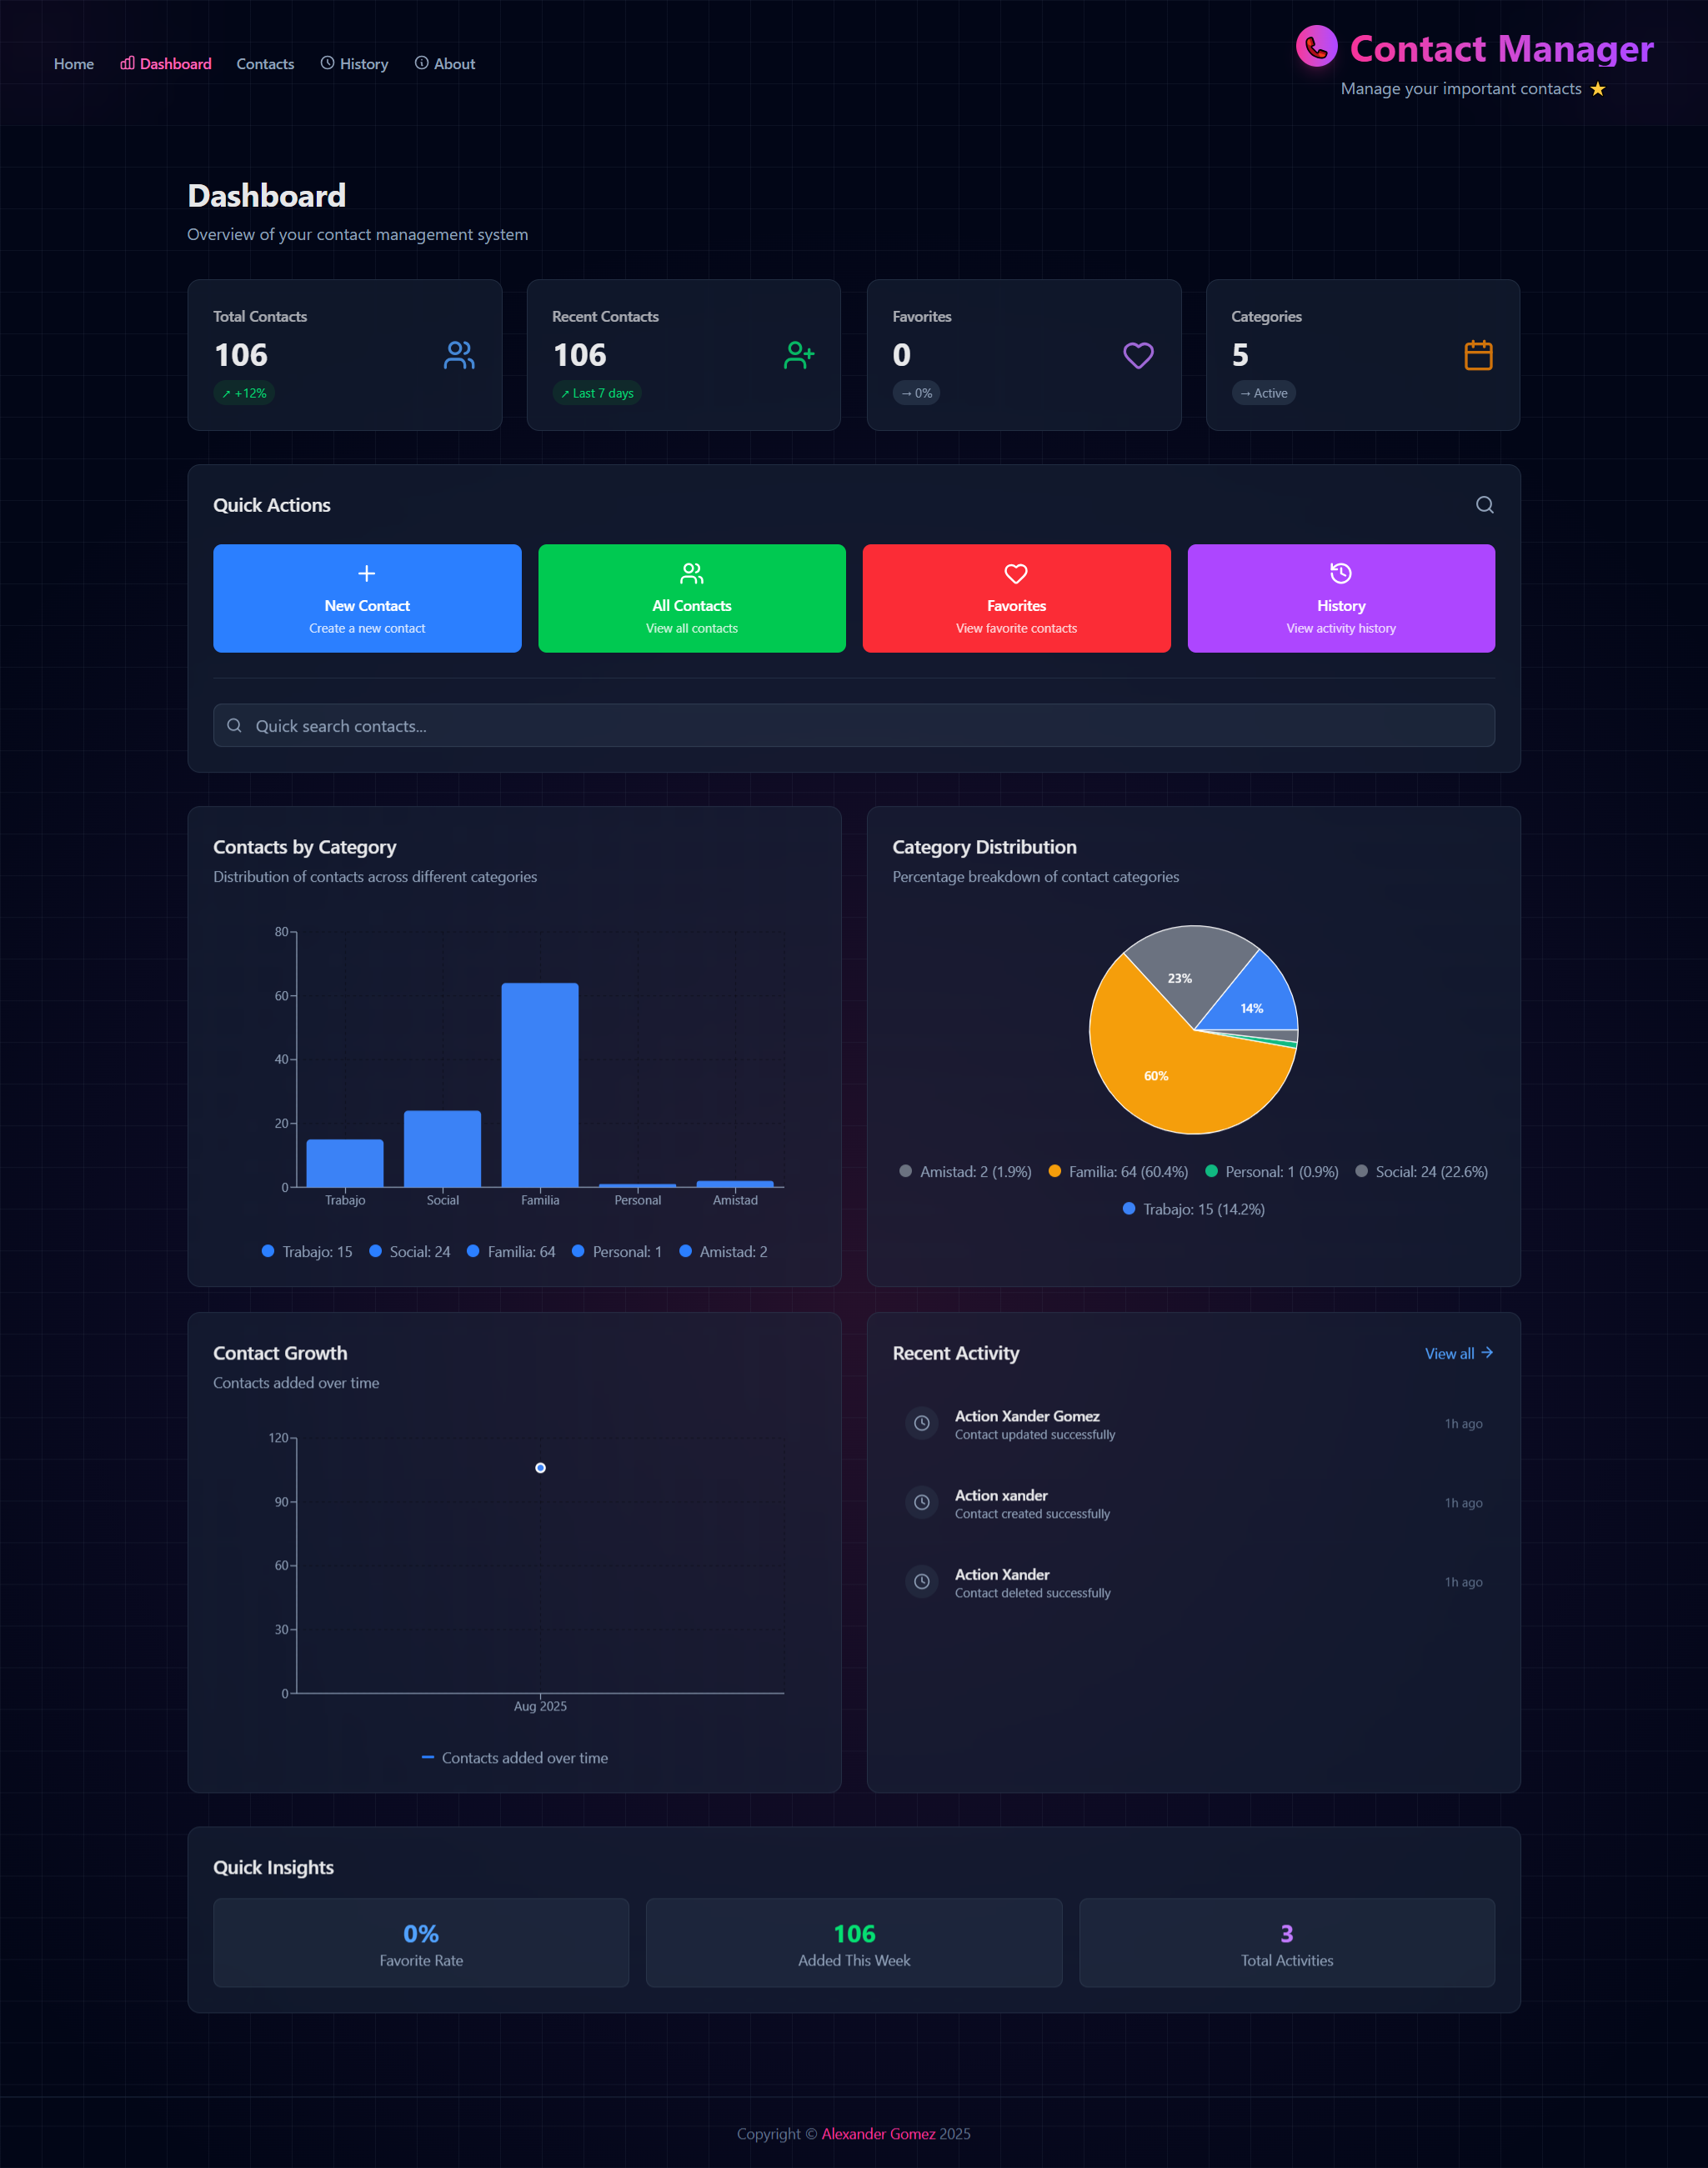 Home Dashboard Contacts History About
Contact Manager
Manage your important contacts ⭐
Dashboard
Overview of your contact management system
Total Contacts
106
↗ +12%
Recent Contacts
106
↗ Last 7 days
Favorites
0
→ 0%
Categories
5
→ Active
Quick Actions
New Contact
Create a new contact
All Contacts
View all contacts
Favorites
View favorite contacts
History
View activity history
Quick search contacts...
Contacts by Category
Distribution of contacts across different categories
80
60
40
20
0
Trabajo Social Familia Personal Amistad
Trabajo: 15 Social: 24 Familia: 64 Personal: 1 Amistad: 2
Category Distribution
Percentage breakdown of contact categories
23%
14%
60%
Amistad: 2 (1.9%) Familia: 64 (60.4%) Personal: 1 (0.9%) Social: 24 (22.6%)
Trabajo: 15 (14.2%)
Contact Growth
Contacts added over time
120
90
60
30
0
Aug 2025
Contacts added over time
Recent Activity
View all →
Action Xander Gomez
Contact updated successfully
1h ago
Action xander
Contact created successfully
1h ago
Action Xander
Contact deleted successfully
1h ago
Quick Insights
0%
Favorite Rate
106
Added This Week
3
Total Activities
Copyright © Alexander Gomez 2025